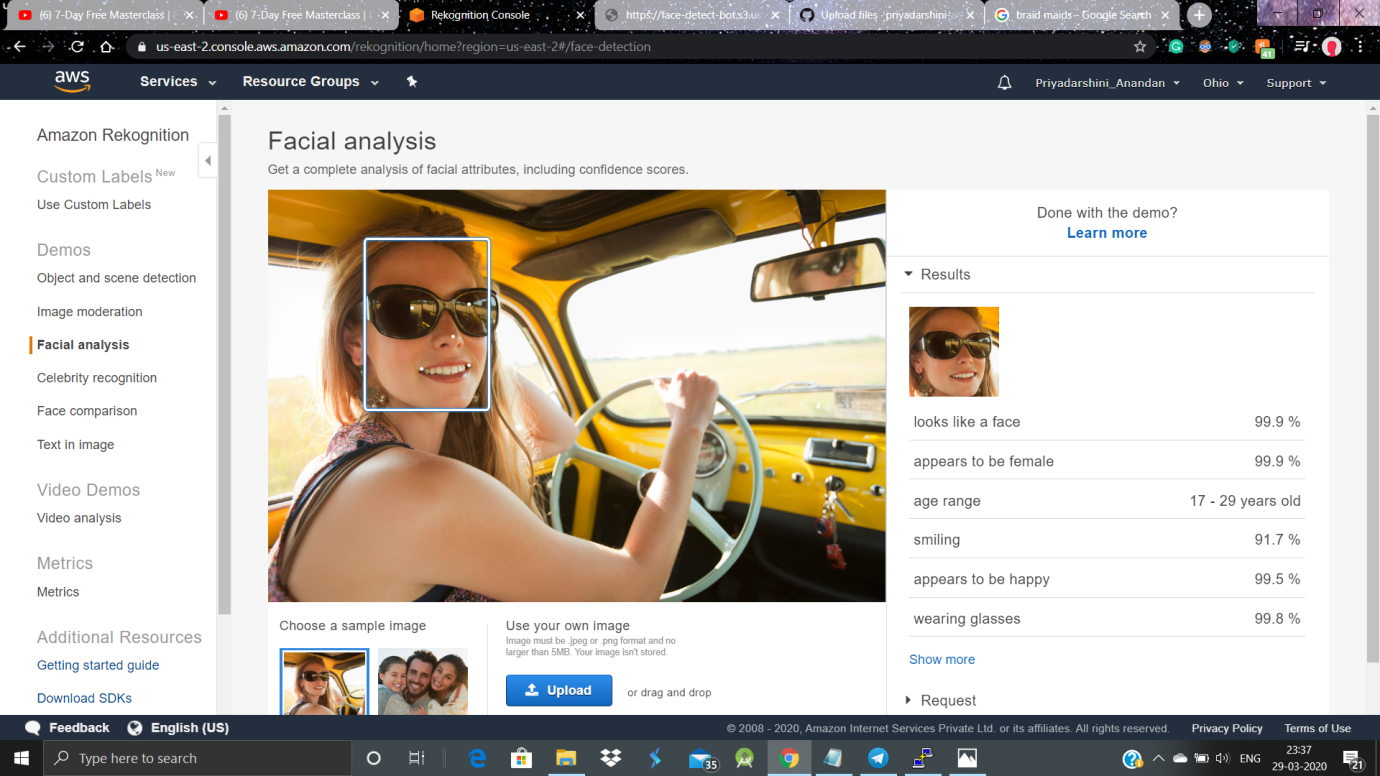 (6) 7-Day Free Masterclass |
(6) 7-Day Free Masterclass |
Rekognition Console
https://face-detect-bot.s3.u
Upload files · priyadarshini-
braid maids - Google Search
us-east-2.console.aws.amazon.com/rekognition/home?region=us-east-2#/face-detection
41
aws
Services
Resource Groups
Priyadarshini_Anandan
Ohio
Support
Amazon Rekognition
Custom Labels New
Use Custom Labels
Demos
Object and scene detection
Image moderation
Facial analysis
Celebrity recognition
Face comparison
Text in image
Video Demos
Video analysis
Metrics
Metrics
Additional Resources
Getting started guide
Download SDKs
Facial analysis
Get a complete analysis of facial attributes, including confidence scores.
Choose a sample image
Use your own image
Image must be .jpeg or .png format and no
larger than 5MB. Your image isn't stored.
Upload
or drag and drop
Done with the demo?
Learn more
Results
looks like a face 99.9 %
appears to be female 99.9 %
age range 17 - 29 years old
smiling 91.7 %
appears to be happy 99.5 %
wearing glasses 99.8 %
Show more
Request
Feedback
English (US)
© 2008 - 2020, Amazon Internet Services Private Ltd. or its affiliates. All rights reserved.
Privacy Policy
Terms of Use
Type here to search
35
ENG
23:37
29-03-2020
21